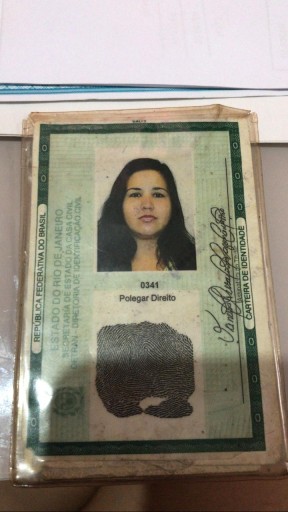 REPÚBLICA FEDERATIVA DO BRASIL
ESTADO DO RIO DE JANEIRO
SECRETARIA DE ESTADO DA CASA CIVIL
DETRAN - DIRETORIA DE IDENTIFICAÇÃO CIVIL
0341
Polegar Direito
CARTEIRA DE IDENTIDADE